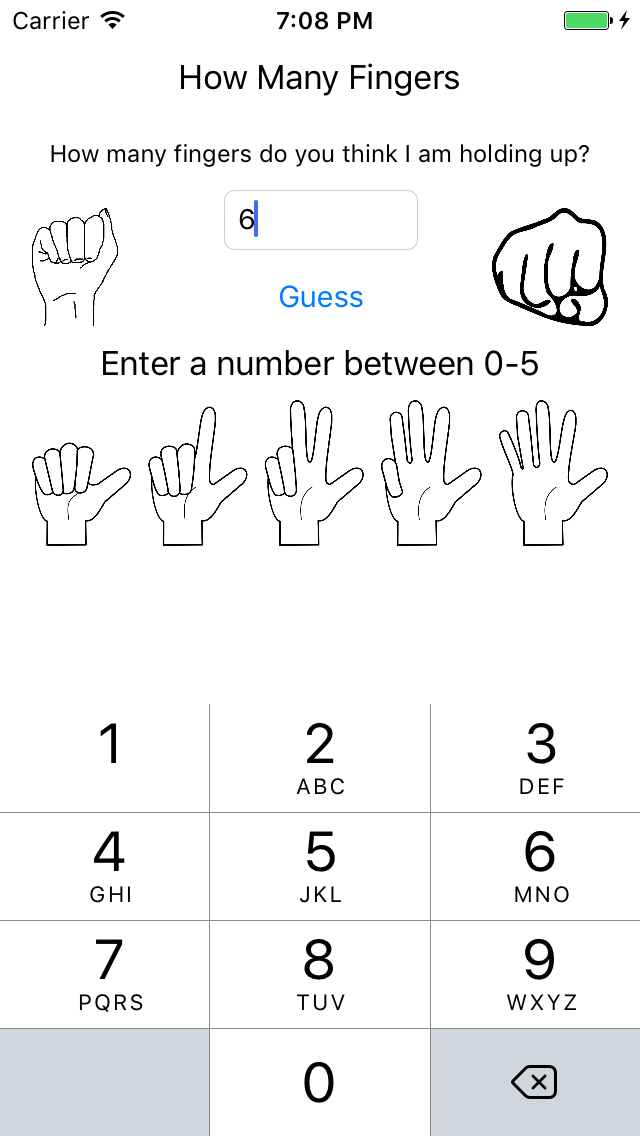 Carrier 7:08 PM
How Many Fingers
How many fingers do you think I am holding up?
6
Guess
Enter a number between 0-5
1 2 3
ABC DEF
4 5 6
GHI JKL MNO
7 8 9
PQRS TUV WXYZ
0